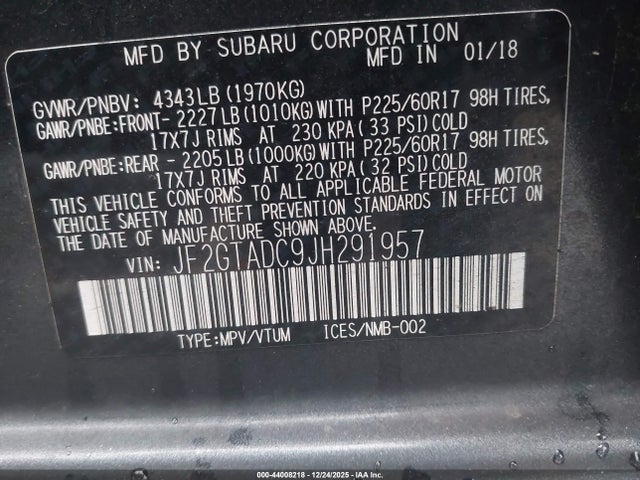 MFD BY SUBARU CORPORATION
MFD IN 01/18
GVWR/PNBV: 4343LB (1970KG)
GAWR/PNBE:FRONT- 2227LB (1010KG) WITH P225/60R17 98H TIRES,
17X7J RIMS AT 230 KPA (33 PSI) COLD
GAWR/PNBE:REAR - 2205LB (1000KG) WITH P225/60R17 98H TIRES,
17X7J RIMS AT 220 KPA (32 PSI) COLD
THIS VEHICLE CONFORMS TO ALL APPLICABLE FEDERAL MOTOR
VEHICLE SAFETY AND THEFT PREVENTION STANDARDS IN EFFECT ON
THE DATE OF MANUFACTURE SHOWN ABOVE.
VIN: JF2GTADC9JH291957
TYPE:MPV/VTUM ICES/NMB-002
000-44008218 - 12/24/2025 - IAA Inc.